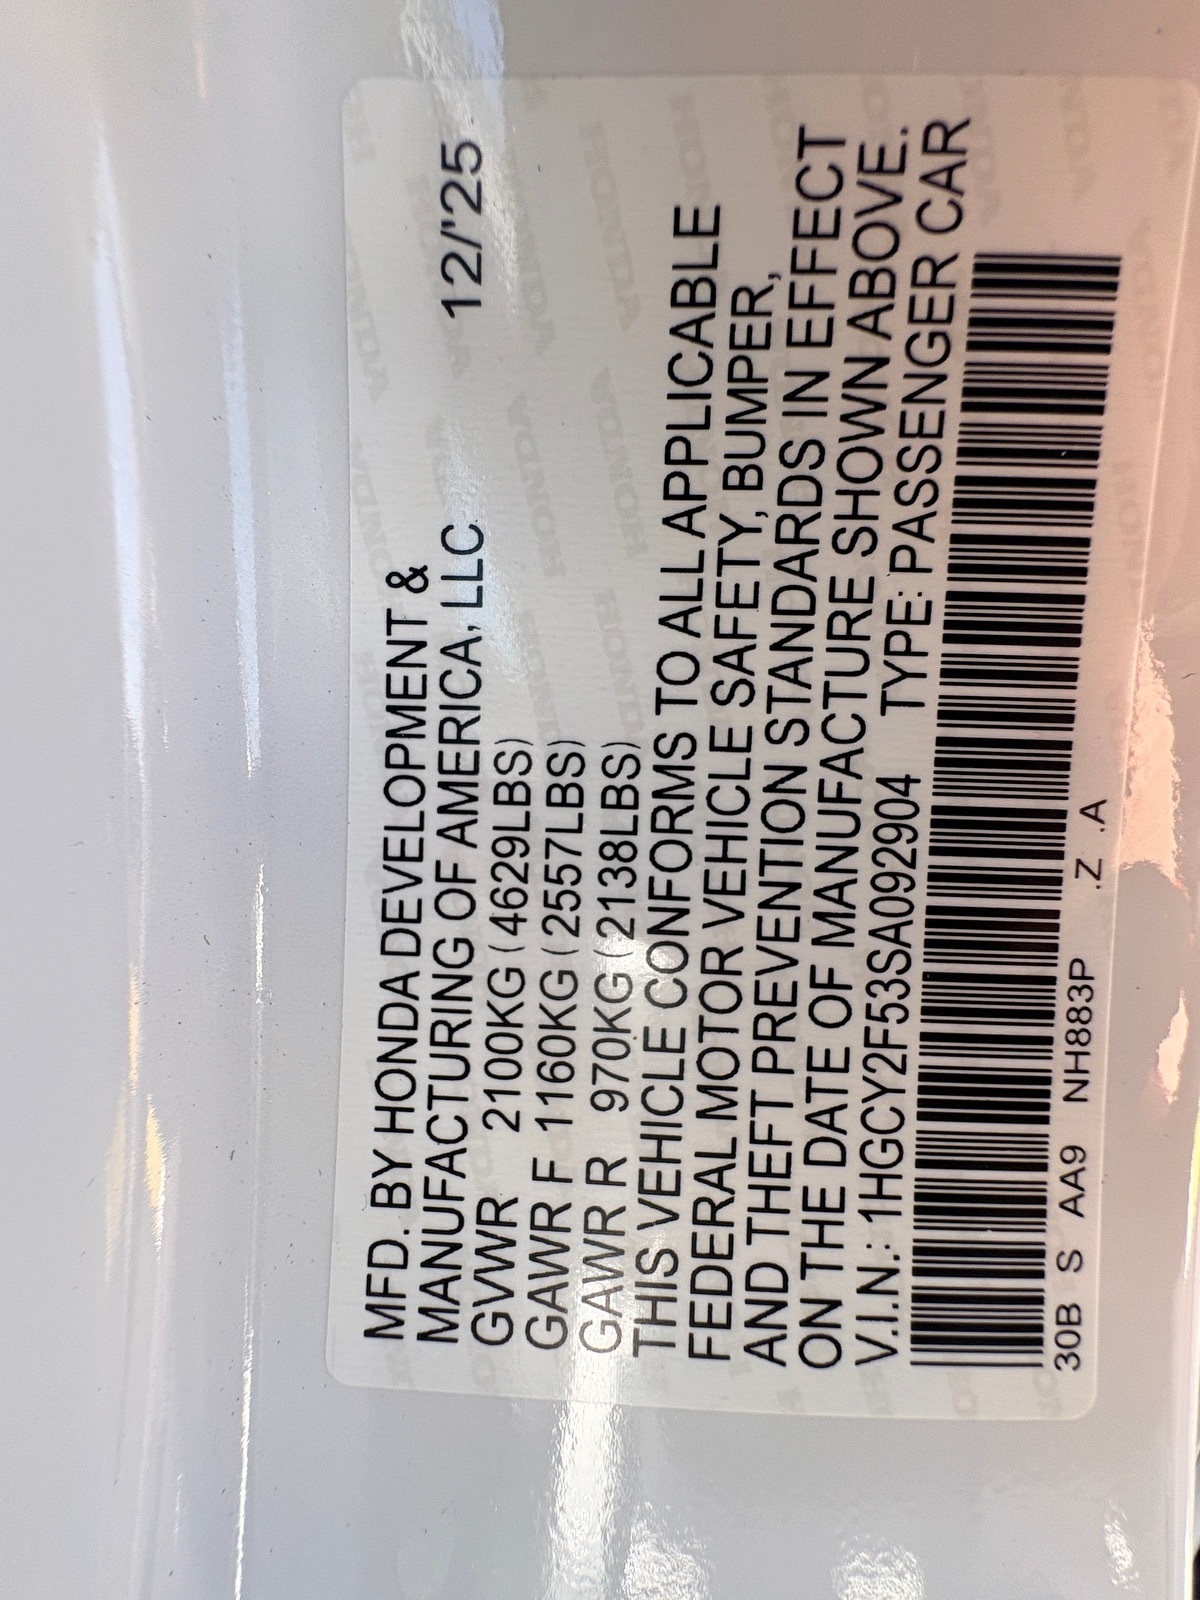 MFD. BY HONDA DEVELOPMENT &
MANUFACTURING OF AMERICA, LLC 12/'25
GVWR 2100KG (4629LBS)
GAWR F 1160KG (2557LBS)
GAWR R 970KG (2138LBS)
THIS VEHICLE CONFORMS TO ALL APPLICABLE
FEDERAL MOTOR VEHICLE SAFETY, BUMPER,
AND THEFT PREVENTION STANDARDS IN EFFECT
ON THE DATE OF MANUFACTURE SHOWN ABOVE.
V.I.N.: 1HGCY2F53SA092904 TYPE: PASSENGER CAR
30B S AA9 NH883P .Z .A